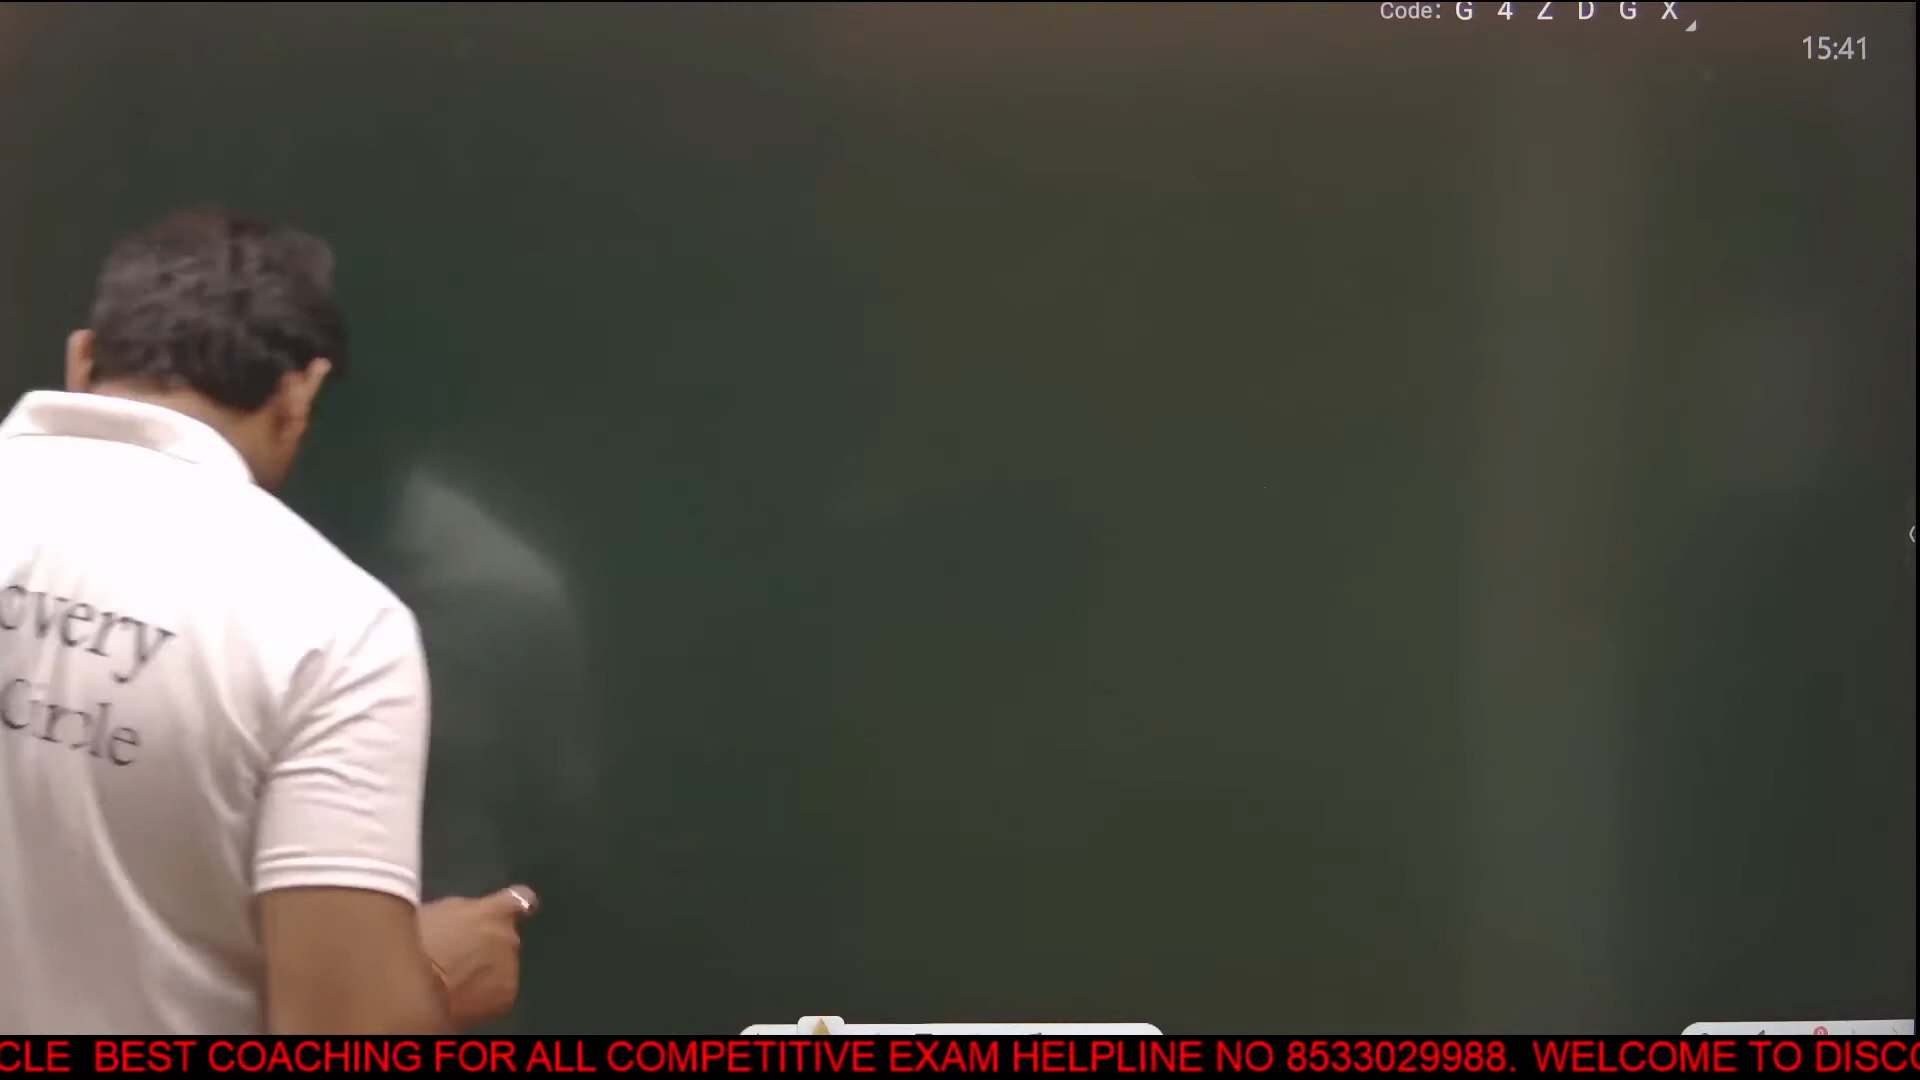 Code: G 4 Z D G X
15:41
overy
Circle
CLE BEST COACHING FOR ALL COMPETITIVE EXAM HELPLINE NO 8533029988. WELCOME TO DISCO